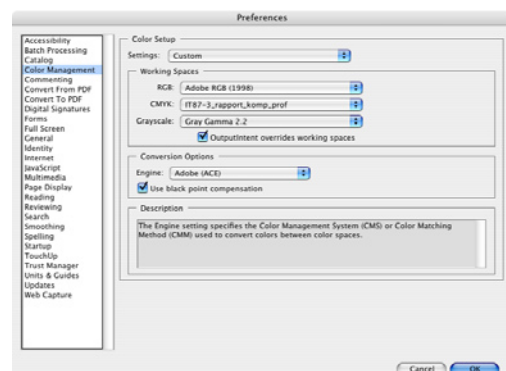 Preferences
Accessibility
Batch Processing
Catalog
Color Management
Commenting
Convert From PDF
Convert To PDF
Digital Signatures
Forms
Full Screen
General
Identity
Internet
JavaScript
Multimedia
Page Display
Reading
Reviewing
Search
Smoothing
Spelling
Startup
TouchUp
Trust Manager
Units & Guides
Updates
Web Capture
Color Setup
Settings: Custom
Working Spaces
RGB: Adobe RGB (1998)
CMYK: IT87-3_rapport_komp_prof
Grayscale: Gray Gamma 2.2
OutputIntent overrides working spaces
Conversion Options
Engine: Adobe (ACE)
Use black point compensation
Description
The Engine setting specifies the Color Management System (CMS) or Color Matching
Method (CMM) used to convert colors between color spaces.
Cancel
OK